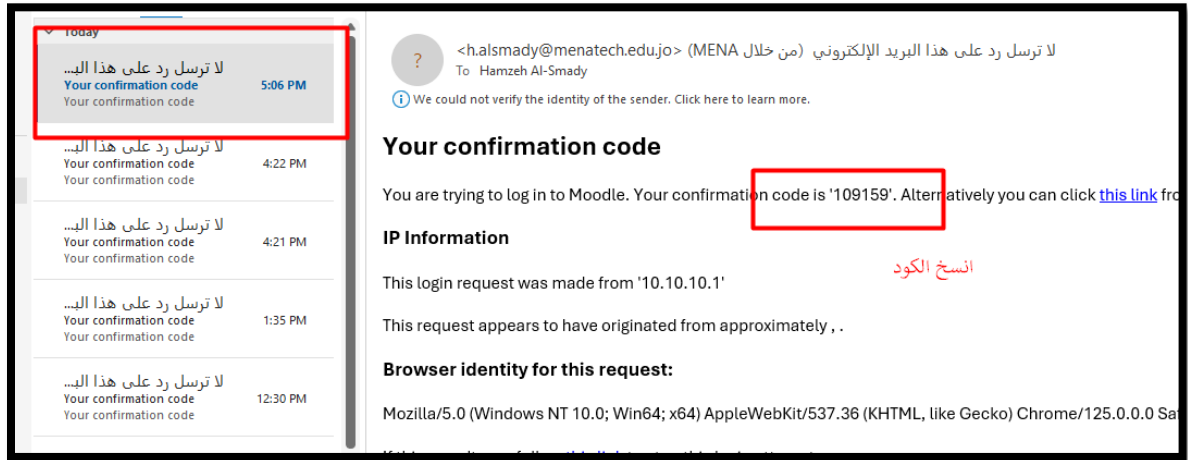 Today
لا ترسل رد على هذا الب...
Your confirmation code 5:06 PM
Your confirmation code
لا ترسل رد على هذا الب...
Your confirmation code 4:22 PM
Your confirmation code
لا ترسل رد على هذا الب...
Your confirmation code 4:21 PM
Your confirmation code
لا ترسل رد على هذا الب...
Your confirmation code 1:35 PM
Your confirmation code
لا ترسل رد على هذا الب...
Your confirmation code 12:30 PM
Your confirmation code
?
لا ترسل رد على هذا البريد الإلكتروني (من خلال MENA) <h.alsmady@menatech.edu.jo>
To Hamzeh Al-Smady
We could not verify the identity of the sender. Click here to learn more.
Your confirmation code
You are trying to log in to Moodle. Your confirmation code is '109159'. Alternatively you can click this link fro
IP Information
انسخ الكود
This login request was made from '10.10.10.1'
This request appears to have originated from approximately , .
Browser identity for this request:
Mozilla/5.0 (Windows NT 10.0; Win64; x64) AppleWebKit/537.36 (KHTML, like Gecko) Chrome/125.0.0.0 Saf